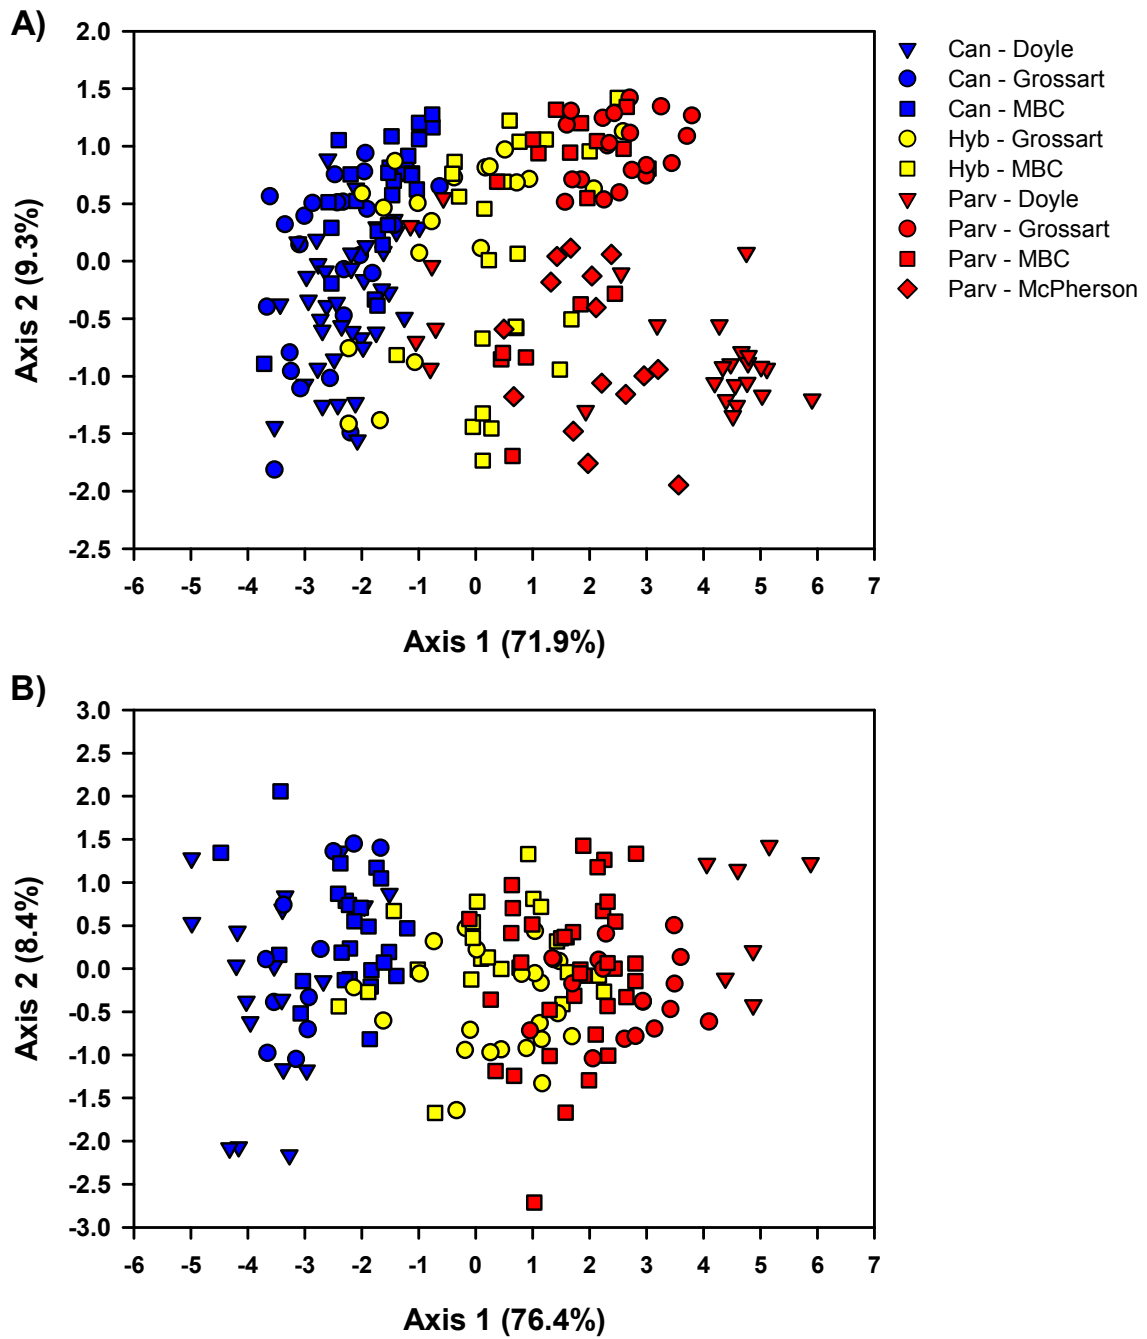 A)
2.0
1.5
1.0
0.5
0.0
-0.5
-1.0
-1.5
-2.0
-2.5
Axis 2 (9.3%)
-6 -5 -4 -3 -2 -1 0 1 2 3 4 5 6 7
Axis 1 (71.9%)
Can - Doyle
Can - Grossart
Can - MBC
Hyb - Grossart
Hyb - MBC
Parv - Doyle
Parv - Grossart
Parv - MBC
Parv - McPherson
B)
3.0
2.5
2.0
1.5
1.0
0.5
0.0
-0.5
-1.0
-1.5
-2.0
-2.5
-3.0
Axis 2 (8.4%)
-6 -5 -4 -3 -2 -1 0 1 2 3 4 5 6 7
Axis 1 (76.4%)